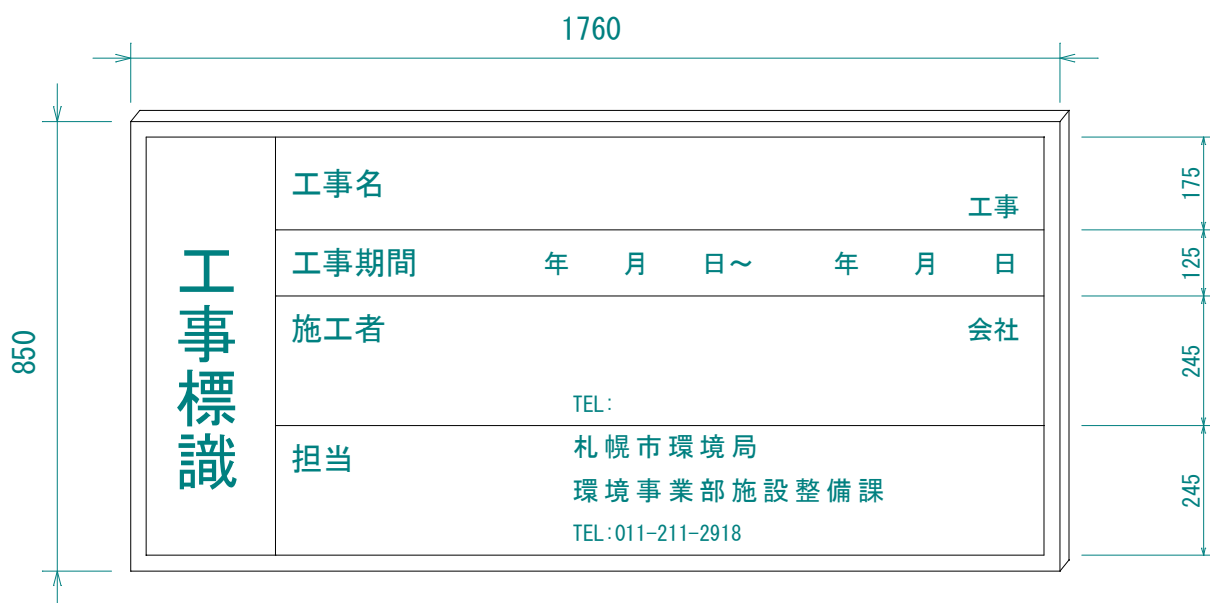 1760
850
工事標識
工事名
工事
175
工事期間 年 月 日～ 年 月 日
125
施工者 会社
TEL:
245
担当 札幌市環境局
環境事業部施設整備課
TEL:011-211-2918
245